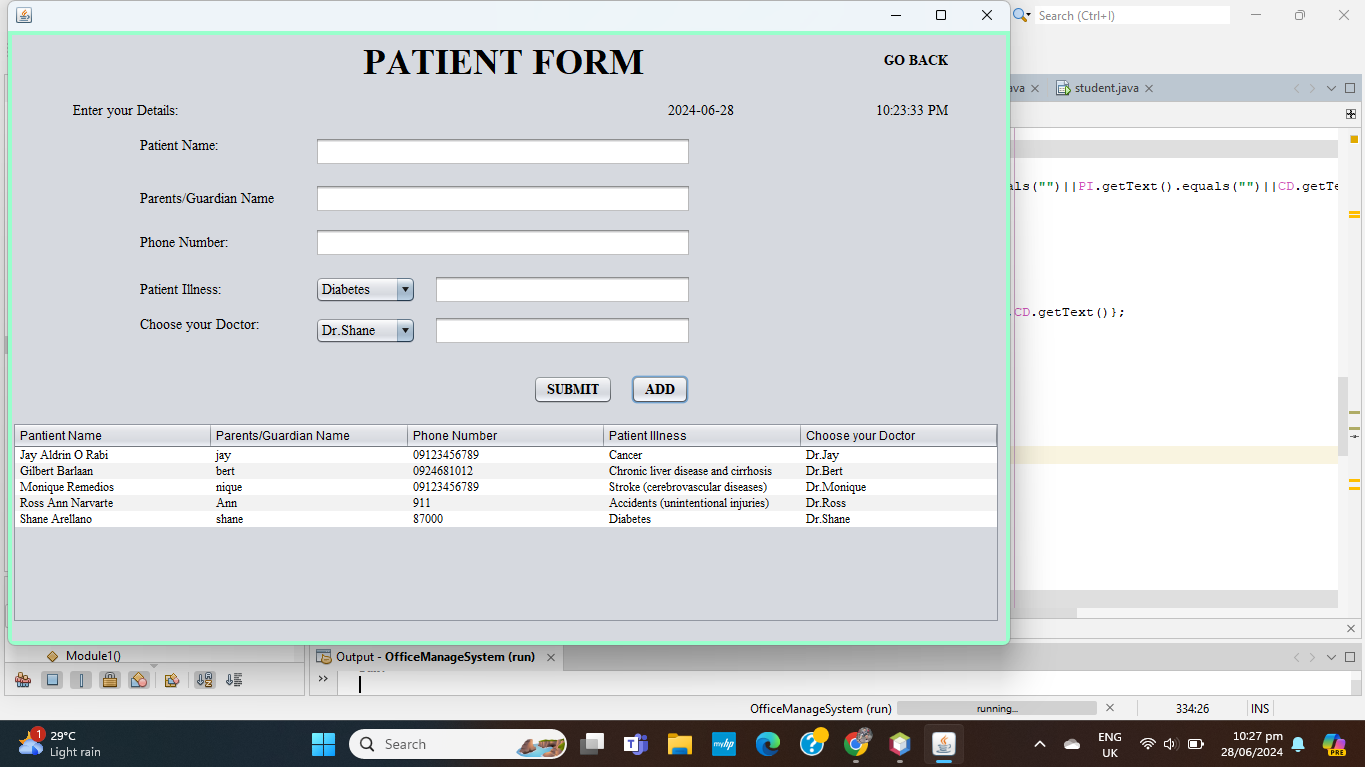 Search (Ctrl+I)
PATIENT FORM
GO BACK
ava
student.java
Enter your Details:
2024-06-28
10:23:33 PM
Patient Name:
Parents/Guardian Name
als("")||PI.getText().equals("")||CD.getTe
Phone Number:
Patient Illness:
Diabetes
CD.getText()};
Choose your Doctor:
Dr.Shane
SUBMIT
ADD
Pantient Name Parents/Guardian Name Phone Number Patient Illness Choose your Doctor
Jay Aldrin O Rabi jay 09123456789 Cancer Dr.Jay
Gilbert Barlaan bert 0924681012 Chronic liver disease and cirrhosis Dr.Bert
Monique Remedios nique 09123456789 Stroke (cerebrovascular diseases) Dr.Monique
Ross Ann Narvarte Ann 911 Accidents (unintentional injuries) Dr.Ross
Shane Arellano shane 87000 Diabetes Dr.Shane
Module1()
Output - OfficeManageSystem (run)
OfficeManageSystem (run)
running...
334:26
INS
1
29°C
Light rain
Search
myhp
ENG
UK
10:27 pm
28/06/2024
PRE